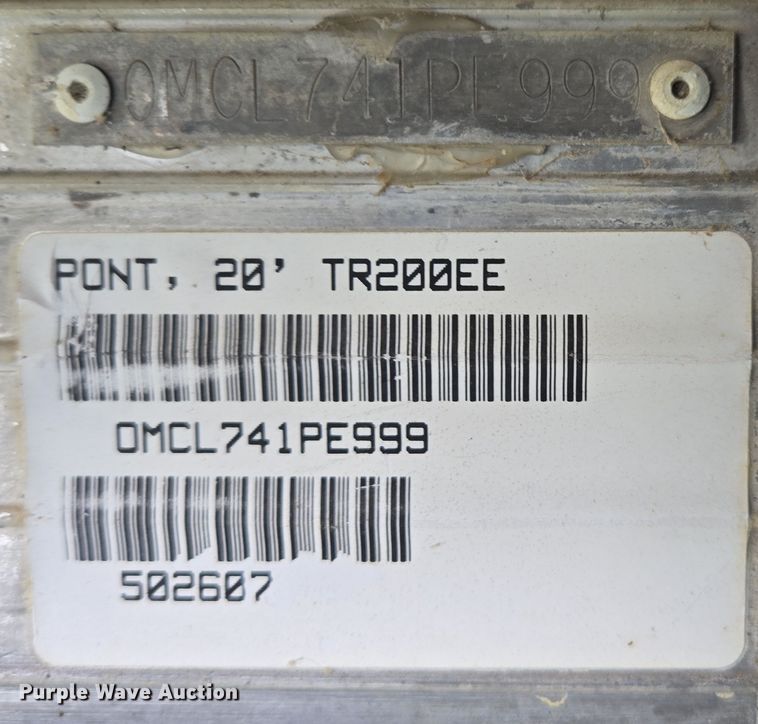 OMCL741PE999
PONT, 20' TR200EE
OMCL741PE999
502607
Purple Wave Auction